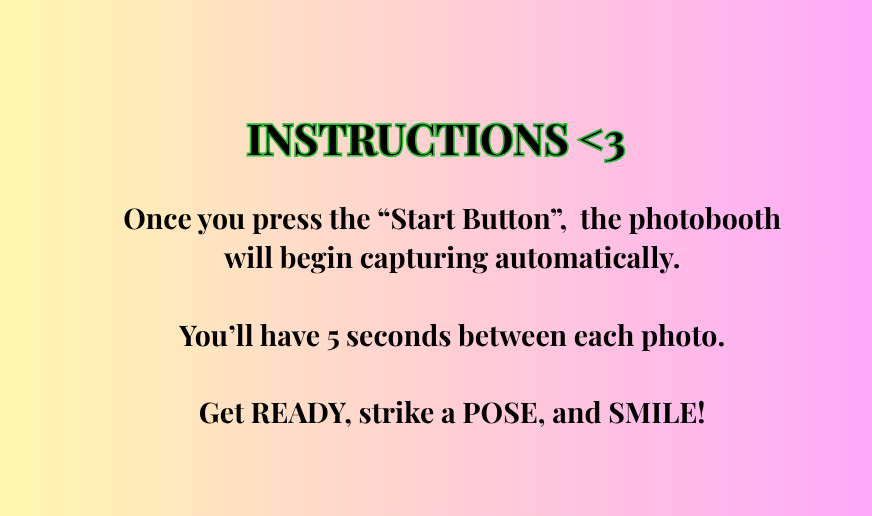 INSTRUCTIONS <3
Once you press the “Start Button”,  the photobooth
will begin capturing automatically.
You’ll have 5 seconds between each photo.
Get READY, strike a POSE, and SMILE!